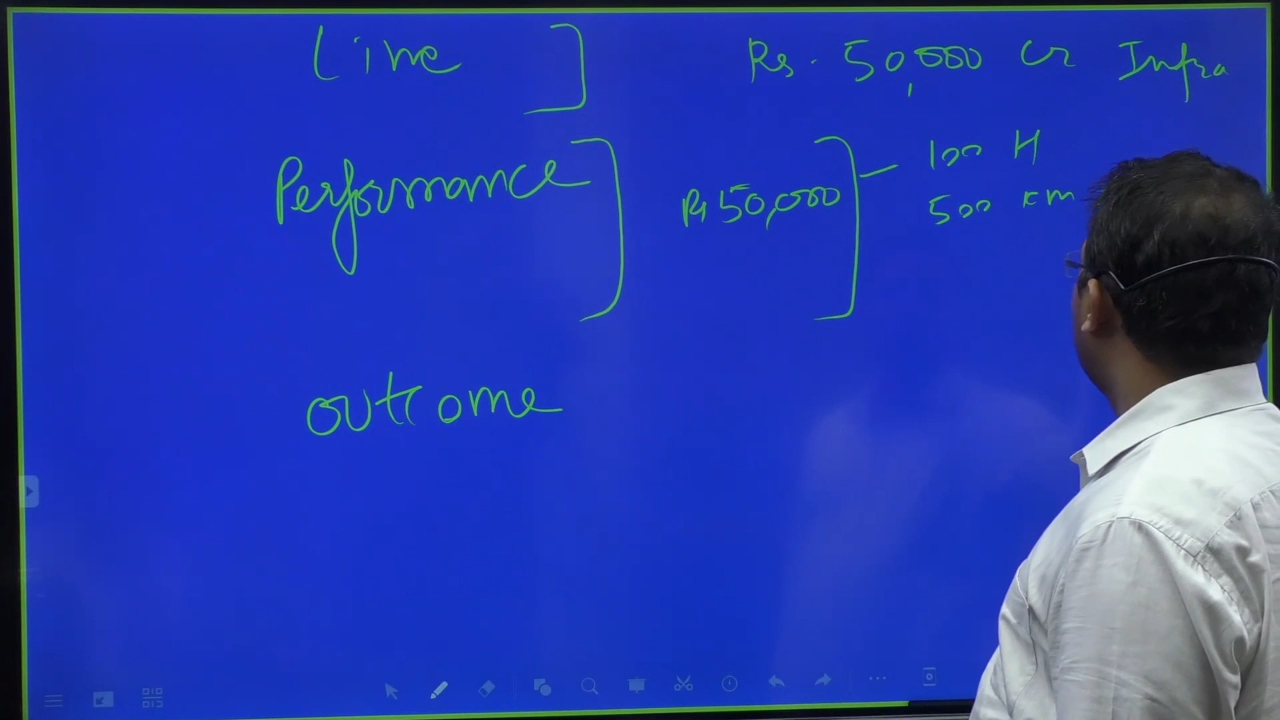 Line
Rs. 50,000 cr Infra
Performance
Rs 50,000
100 H
500 km
outcome